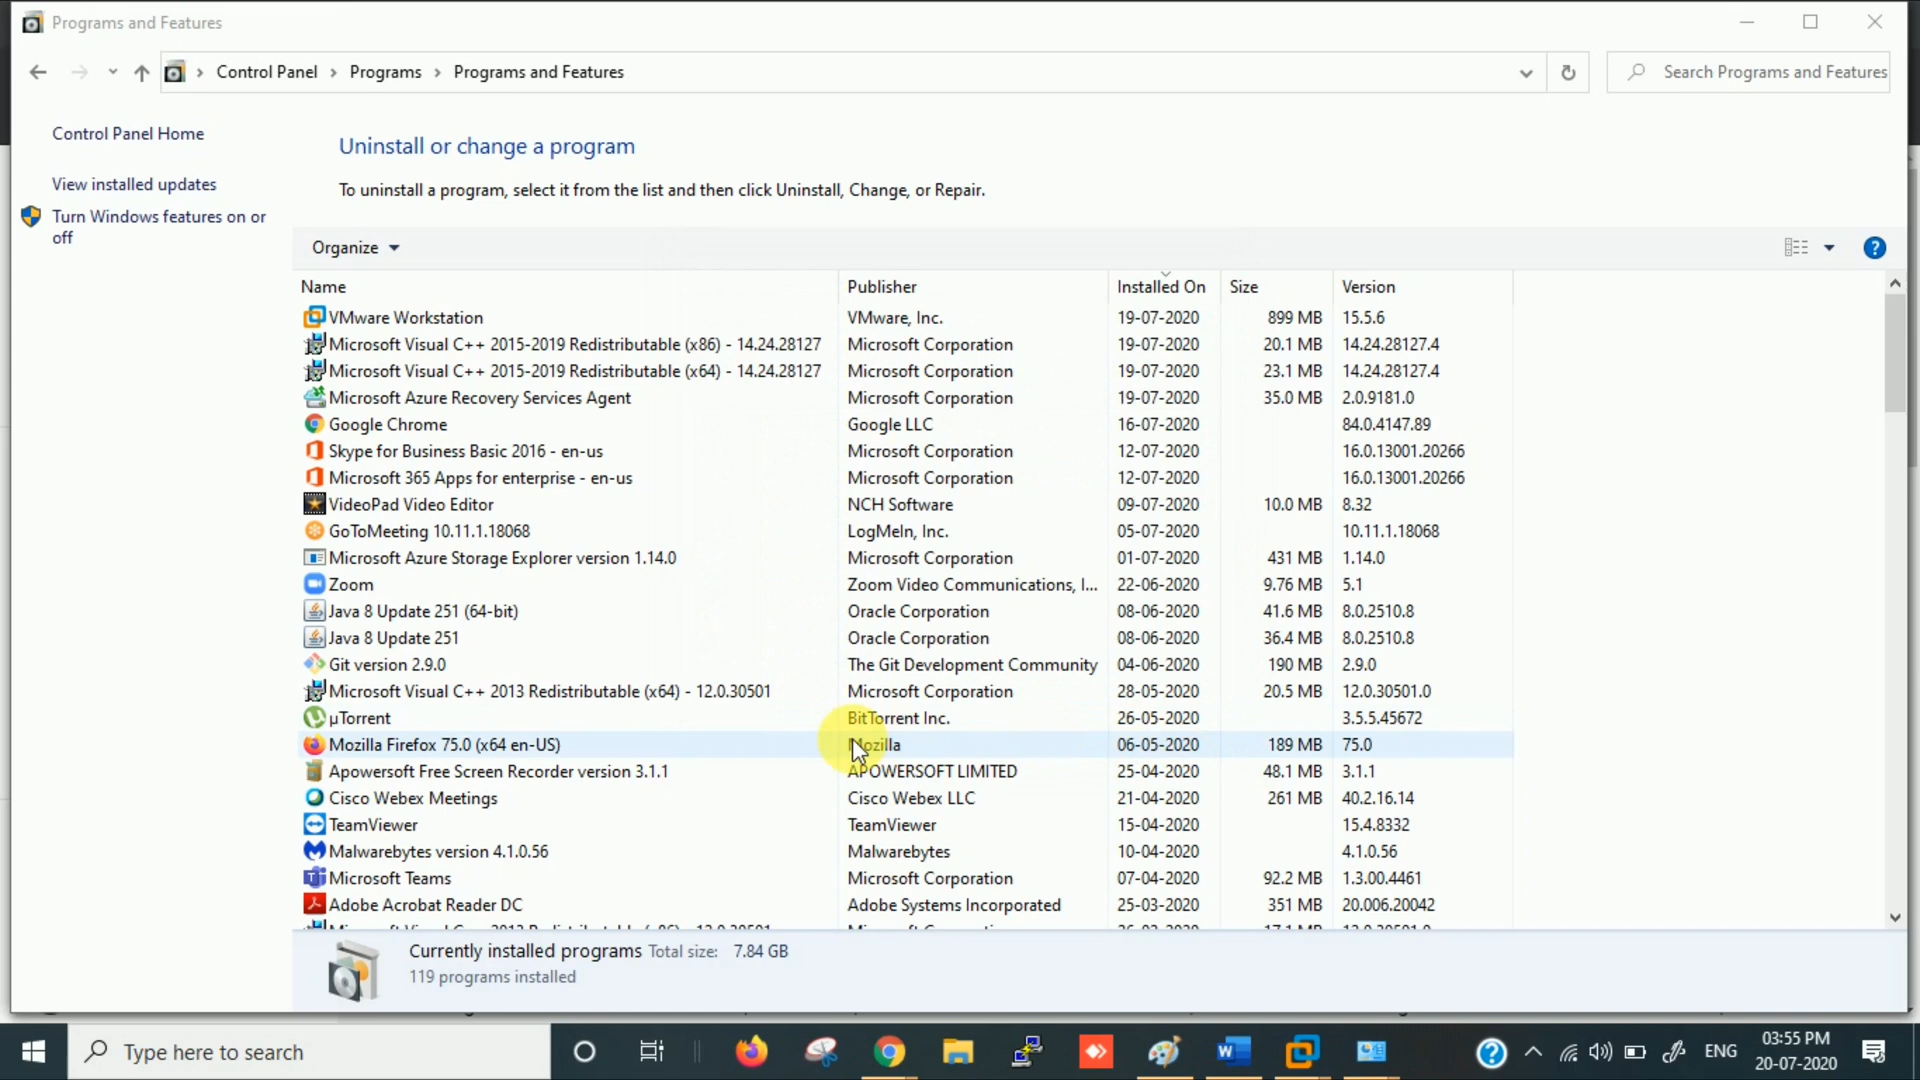 Programs and Features
Control Panel > Programs > Programs and Features
Search Programs and Features
Control Panel Home
View installed updates
Turn Windows features on or
off
Uninstall or change a program
To uninstall a program, select it from the list and then click Uninstall, Change, or Repair.
Organize
Name Publisher Installed On Size Version
VMware Workstation VMware, Inc. 19-07-2020 899 MB 15.5.6
Microsoft Visual C++ 2015-2019 Redistributable (x86) - 14.24.28127 Microsoft Corporation 19-07-2020 20.1 MB 14.24.28127.4
Microsoft Visual C++ 2015-2019 Redistributable (x64) - 14.24.28127 Microsoft Corporation 19-07-2020 23.1 MB 14.24.28127.4
Microsoft Azure Recovery Services Agent Microsoft Corporation 19-07-2020 35.0 MB 2.0.9181.0
Google Chrome Google LLC 16-07-2020 84.0.4147.89
Skype for Business Basic 2016 - en-us Microsoft Corporation 12-07-2020 16.0.13001.20266
Microsoft 365 Apps for enterprise - en-us Microsoft Corporation 12-07-2020 16.0.13001.20266
VideoPad Video Editor NCH Software 09-07-2020 10.0 MB 8.32
GoToMeeting 10.11.1.18068 LogMeIn, Inc. 05-07-2020 10.11.1.18068
Microsoft Azure Storage Explorer version 1.14.0 Microsoft Corporation 01-07-2020 431 MB 1.14.0
Zoom Zoom Video Communications, I... 22-06-2020 9.76 MB 5.1
Java 8 Update 251 (64-bit) Oracle Corporation 08-06-2020 41.6 MB 8.0.2510.8
Java 8 Update 251 Oracle Corporation 08-06-2020 36.4 MB 8.0.2510.8
Git version 2.9.0 The Git Development Community 04-06-2020 190 MB 2.9.0
Microsoft Visual C++ 2013 Redistributable (x64) - 12.0.30501 Microsoft Corporation 28-05-2020 20.5 MB 12.0.30501.0
µTorrent BitTorrent Inc. 26-05-2020 3.5.5.45672
Mozilla Firefox 75.0 (x64 en-US) Mozilla 06-05-2020 189 MB 75.0
Apowersoft Free Screen Recorder version 3.1.1 APOWERSOFT LIMITED 25-04-2020 48.1 MB 3.1.1
Cisco Webex Meetings Cisco Webex LLC 21-04-2020 261 MB 40.2.16.14
TeamViewer TeamViewer 15-04-2020 15.4.8332
Malwarebytes version 4.1.0.56 Malwarebytes 10-04-2020 4.1.0.56
Microsoft Teams Microsoft Corporation 07-04-2020 92.2 MB 1.3.00.4461
Adobe Acrobat Reader DC Adobe Systems Incorporated 25-03-2020 351 MB 20.006.20042
Currently installed programs Total size: 7.84 GB
119 programs installed
Type here to search
ENG
03:55 PM
20-07-2020